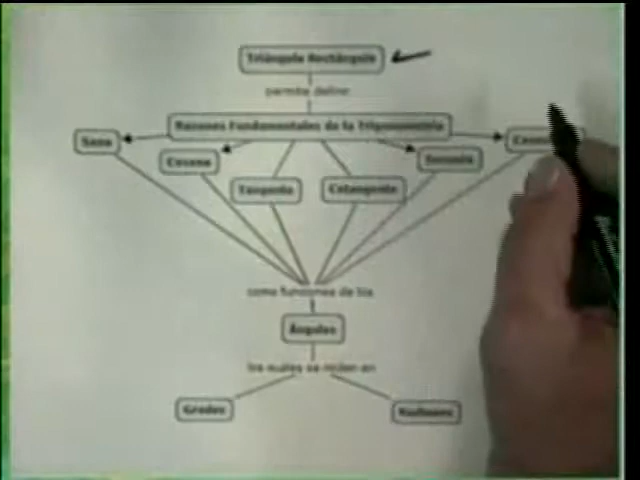 Triángulo Rectángulo
permite definir
Razones Fundamentales de la Trigonometría
Seno
Coseno
Secante
Tangente
Cotangente
como funciones de los
Ángulos
los cuales se miden en
Grados
Radianes